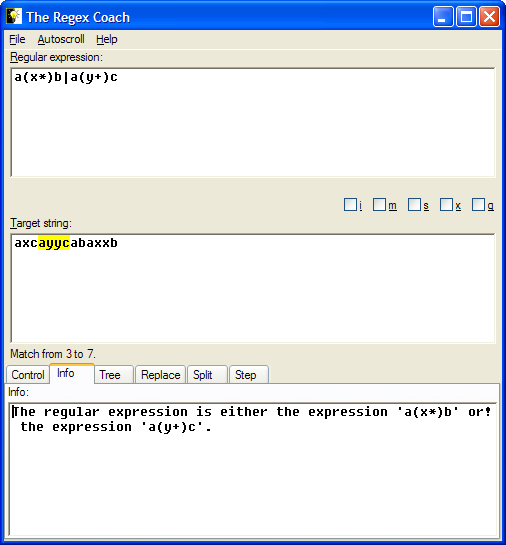 The Regex Coach
File Autoscroll Help
Regular expression:
a(x*)b|a(y+)c
i m s x g
Target string:
axcayycabaxxb
Match from 3 to 7.
Control Info Tree Replace Split Step
Info:
The regular expression is either the expression 'a(x*)b' or!
the expression 'a(y+)c'.